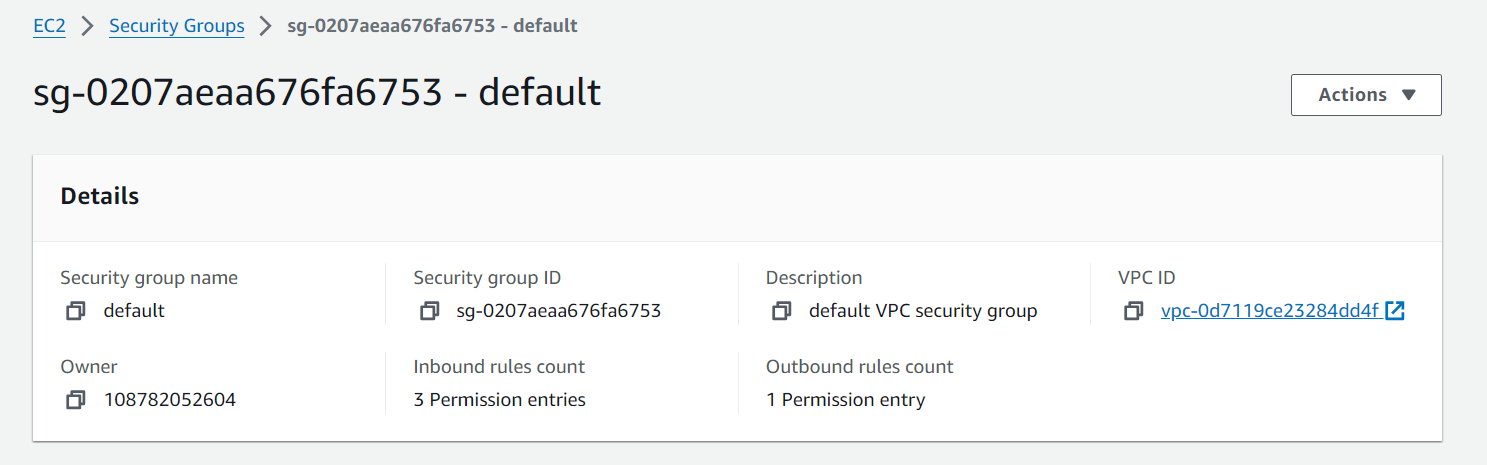 EC2 > Security Groups > sg-0207aeaa676fa6753 - default
sg-0207aeaa676fa6753 - default
Actions
Details
Security group name
default
Security group ID
sg-0207aeaa676fa6753
Description
default VPC security group
VPC ID
vpc-0d7119ce23284dd4f
Owner
108782052604
Inbound rules count
3 Permission entries
Outbound rules count
1 Permission entry